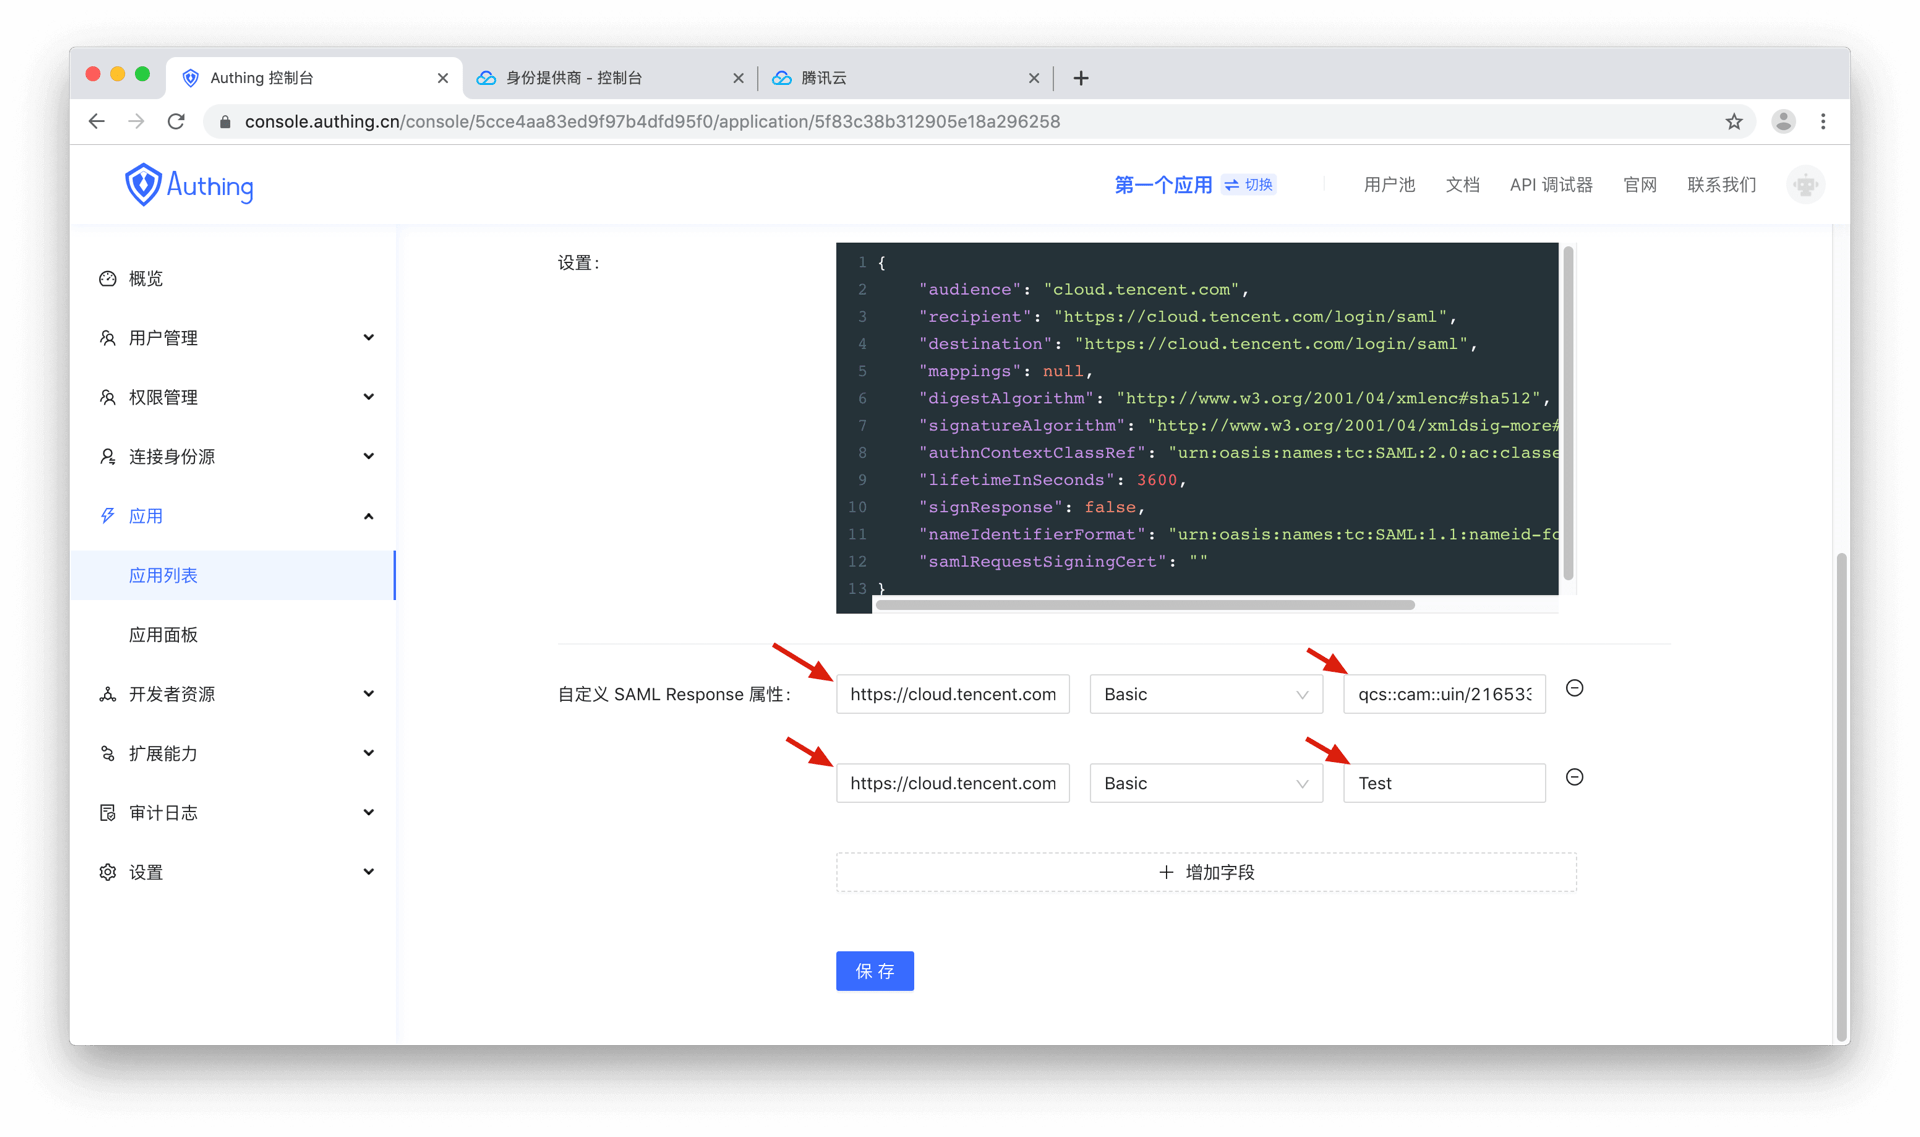 Authing 控制台
身份提供商 - 控制台
腾讯云
console.authing.cn/console/5cce4aa83ed9f97b4dfd95f0/application/5f83c38b312905e18a296258
Authing
第一个应用 切换 用户池 文档 API 调试器 官网 联系我们
概览
用户管理
权限管理
连接身份源
应用
应用列表
应用面板
开发者资源
扩展能力
审计日志
设置
设置：
1 {
2 "audience": "cloud.tencent.com",
3 "recipient": "https://cloud.tencent.com/login/saml",
4 "destination": "https://cloud.tencent.com/login/saml",
5 "mappings": null,
6 "digestAlgorithm": "http://www.w3.org/2001/04/xmlenc#sha512",
7 "signatureAlgorithm": "http://www.w3.org/2001/04/xmldsig-more#
8 "authnContextClassRef": "urn:oasis:names:tc:SAML:2.0:ac:classe
9 "lifetimeInSeconds": 3600,
10 "signResponse": false,
11 "nameIdentifierFormat": "urn:oasis:names:tc:SAML:1.1:nameid-fo
12 "samlRequestSigningCert": ""
13 }
自定义 SAML Response 属性： https://cloud.tencent.com Basic qcs::cam::uin/216533
https://cloud.tencent.com Basic Test
+ 增加字段
保 存